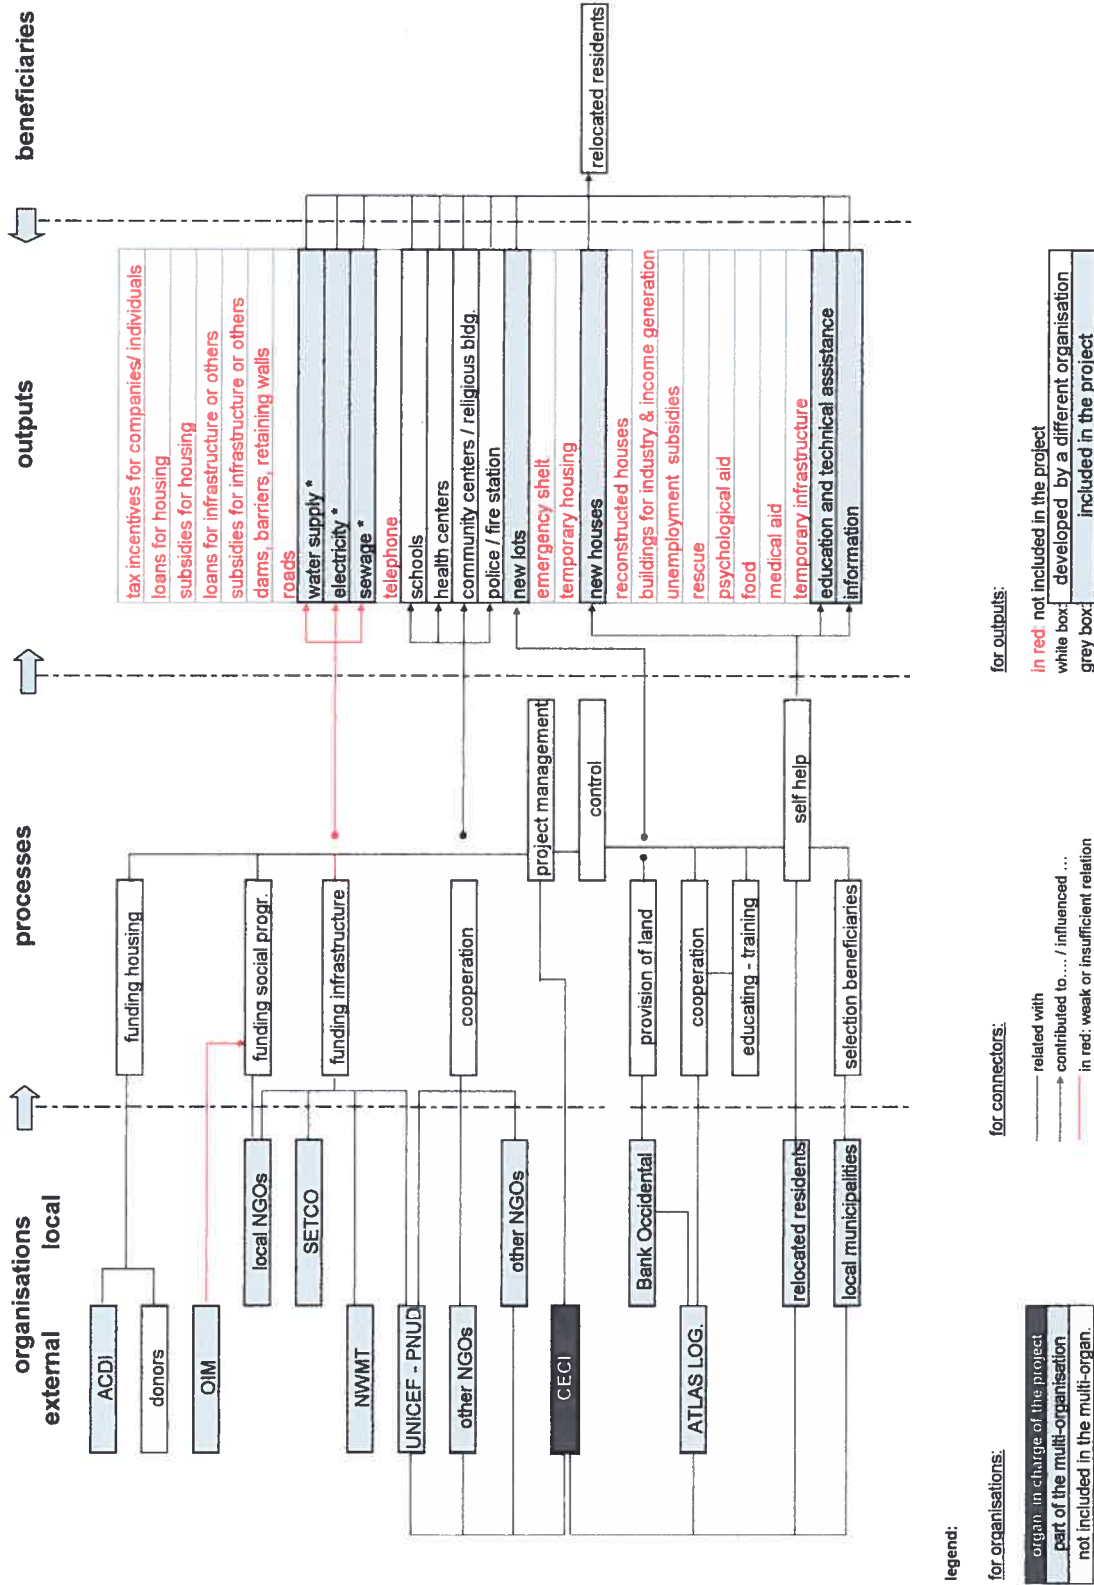 organisations
external local
processes
outputs
beneficiaries
ACDI
donors
OIM
local NGOs
SETCO
NWMT
UNICEF - PNUD
other NGOs
other NGOs
CECI
Bank Occidental
ATLAS LOG.
relocated residents
local municipalities
funding housing
funding social progr.
funding infrastructure
cooperation
project management
control
provision of land
cooperation
educating - training
self help
selection beneficiaries
tax incentives for companies/ individuals
loans for housing
subsidies for housing
loans for infrastructure or others
subsidies for infrastructure or others
dams, barriers, retaining walls
roads
water supply *
electricity *
sewage *
telephone
schools
health centers
community centers / religious bldg.
police / fire station
new lots
emergency shelt
temporary housing
new houses
reconstructed houses
buildings for industry & income generation
unemployment subsidies
rescue
psychological aid
food
medical aid
temporary infrastructure
education and technical assistance
information
relocated residents
legend:
for organisations:
organ. in charge of the project
part of the multi-organisation
not included in the multi-organ.
for connectors:
related with
contributed to.... / influenced ...
in red: weak or insufficient relation
for outputs:
in red: not included in the project
white box: developed by a different organisation
grey box: included in the project